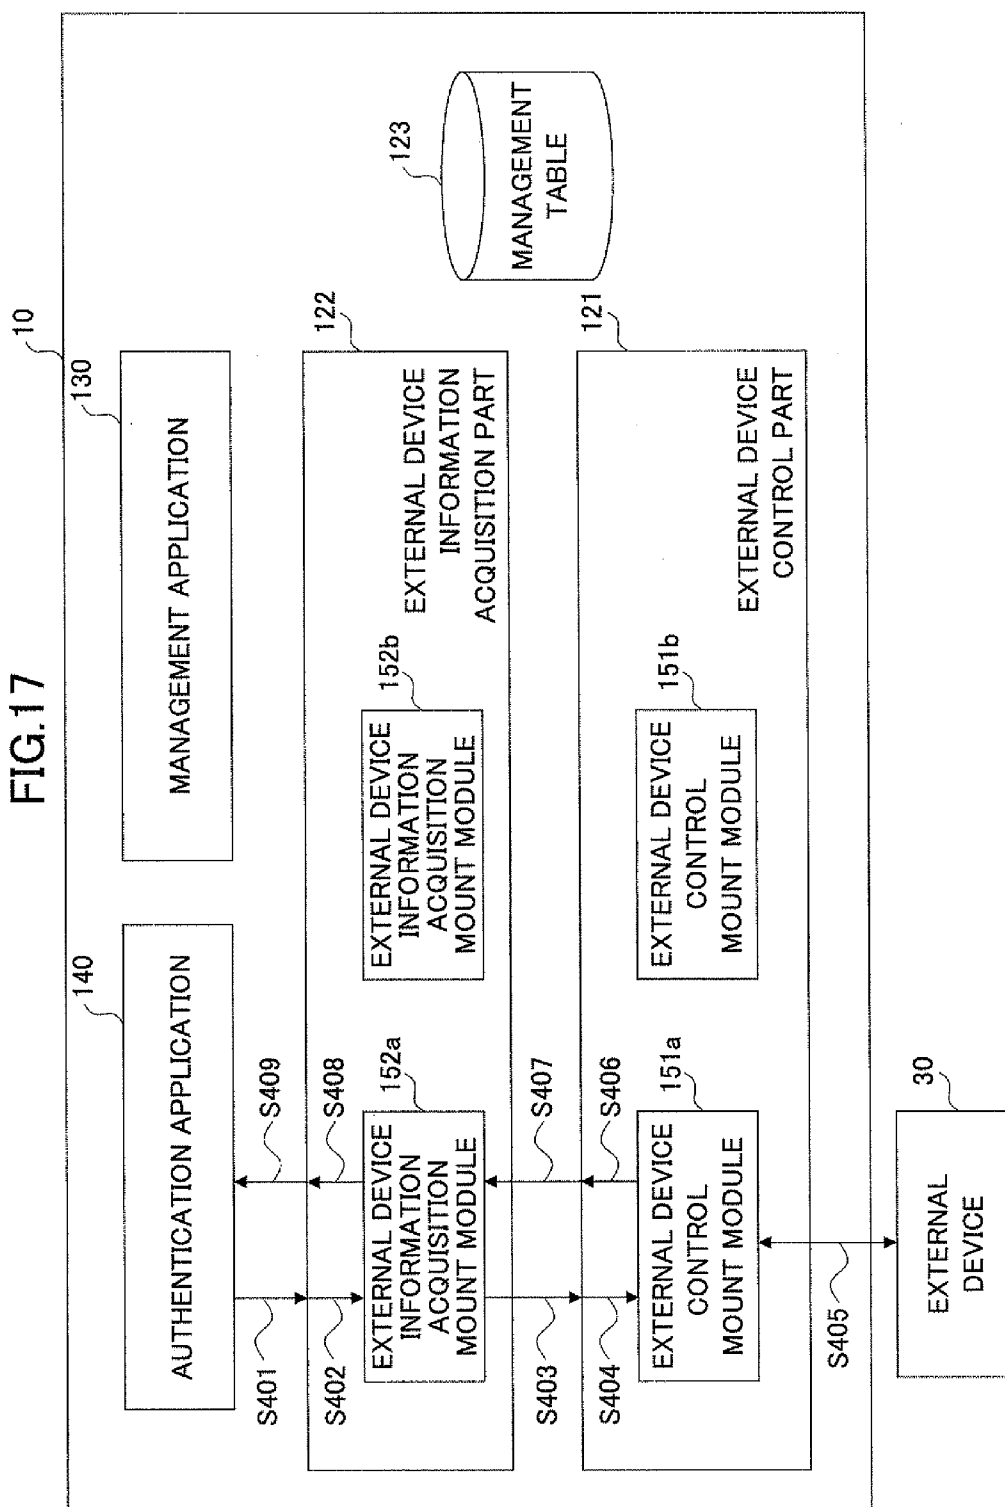 FIG.17
10
140
AUTHENTICATION APPLICATION
130
MANAGEMENT APPLICATION
S401
S409
122
S402
S408
152a
EXTERNAL DEVICE
INFORMATION
ACQUISITION
MOUNT MODULE
152b
EXTERNAL DEVICE
INFORMATION
ACQUISITION
MOUNT MODULE
EXTERNAL DEVICE
INFORMATION
ACQUISITION PART
123
MANAGEMENT
TABLE
S403
S407
121
S404
S406
151a
EXTERNAL DEVICE
CONTROL
MOUNT MODULE
151b
EXTERNAL DEVICE
CONTROL
MOUNT MODULE
EXTERNAL DEVICE
CONTROL PART
S405
30
EXTERNAL
DEVICE